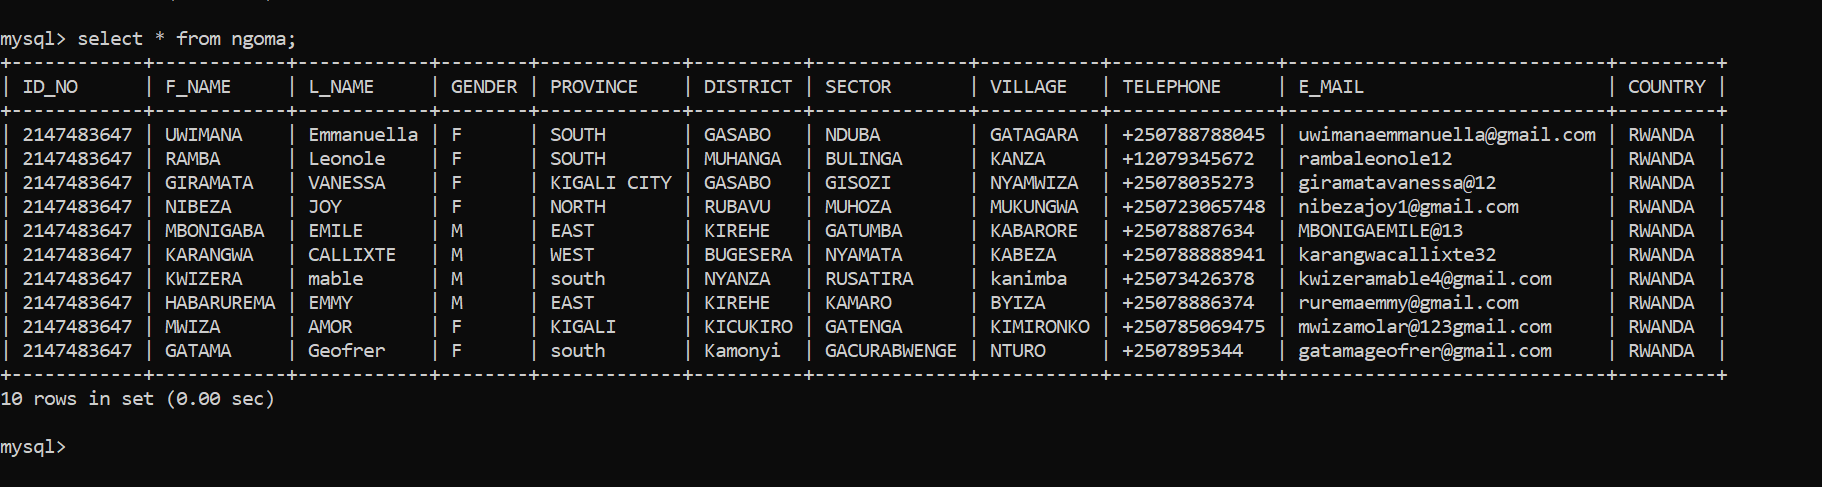 mysql> select * from ngoma;
+------------+------------+------------+--------+-------------+----------+--------------+-----------+---------------+-----------------------------+---------+
| ID_NO      | F_NAME     | L_NAME     | GENDER | PROVINCE    | DISTRICT | SECTOR       | VILLAGE   | TELEPHONE     | E_MAIL                      | COUNTRY |
+------------+------------+------------+--------+-------------+----------+--------------+-----------+---------------+-----------------------------+---------+
| 2147483647 | UWIMANA    | Emmanuella | F      | SOUTH       | GASABO   | NDUBA        | GATAGARA  | +250788788045 | uwimanaemmanuella@gmail.com | RWANDA  |
| 2147483647 | RAMBA      | Leonole    | F      | SOUTH       | MUHANGA  | BULINGA      | KANZA     | +12079345672  | rambaleonole12              | RWANDA  |
| 2147483647 | GIRAMATA   | VANESSA    | F      | KIGALI CITY | GASABO   | GISOZI       | NYAMWIZA  | +25078035273  | giramatavanessa@12          | RWANDA  |
| 2147483647 | NIBEZA     | JOY        | F      | NORTH       | RUBAVU   | MUHOZA       | MUKUNGWA  | +250723065748 | nibezajoy1@gmail.com        | RWANDA  |
| 2147483647 | MBONIGABA  | EMILE      | M      | EAST        | KIREHE   | GATUMBA      | KABARORE  | +25078887634  | MBONIGAEMILE@13             | RWANDA  |
| 2147483647 | KARANGWA   | CALLIXTE   | M      | WEST        | BUGESERA | NYAMATA      | KABEZA    | +250788888941 | karangwacallixte32          | RWANDA  |
| 2147483647 | KWIZERA    | mable      | M      | south       | NYANZA   | RUSATIRA     | kanimba   | +25073426378  | kwizeramable4@gmail.com     | RWANDA  |
| 2147483647 | HABARUREMA | EMMY       | M      | EAST        | KIREHE   | KAMARO       | BYIZA     | +25078886374  | ruremaemmy@gmail.com        | RWANDA  |
| 2147483647 | MWIZA      | AMOR       | F      | KIGALI      | KICUKIRO | GATENGA      | KIMIRONKO | +250785069475 | mwizamolar@123gmail.com     | RWANDA  |
| 2147483647 | GATAMA     | Geofrer    | F      | south       | Kamonyi  | GACURABWENGE | NTURO     | +2507895344   | gatamageofrer@gmail.com     | RWANDA  |
+------------+------------+------------+--------+-------------+----------+--------------+-----------+---------------+-----------------------------+---------+
10 rows in set (0.00 sec)
mysql>